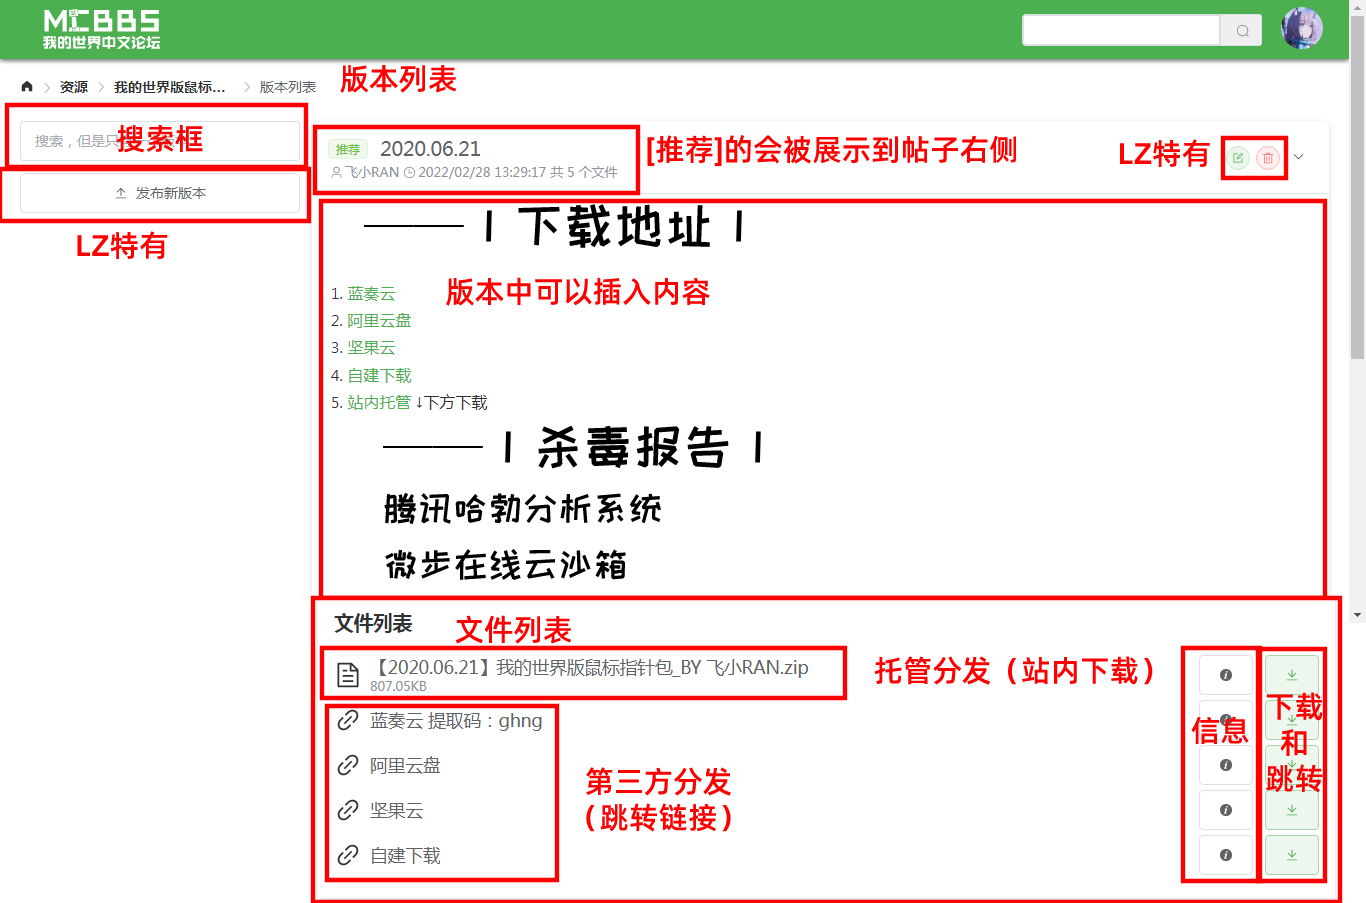 MCBBS
我的世界中文论坛
资源
我的世界版鼠标...
版本列表
版本列表
搜索，但是只
搜索框
发布新版本
LZ特有
推荐
2020.06.21
飞小RAN 2022/02/28 13:29:17 共 5 个文件
[推荐]的会被展示到帖子右侧
LZ特有
——— | 下载地址 |
版本中可以插入内容
1. 蓝奏云
2. 阿里云盘
3. 坚果云
4. 自建下载
5. 站内托管 ↓下方下载
——— | 杀毒报告 |
腾讯哈勃分析系统
微步在线云沙箱
文件列表
文件列表
【2020.06.21】我的世界版鼠标指针包_BY 飞小RAN.zip
807.05KB
托管分发（站内下载）
蓝奏云 提取码：ghng
阿里云盘
坚果云
自建下载
第三方分发
（跳转链接）
信息
下载
和
跳转